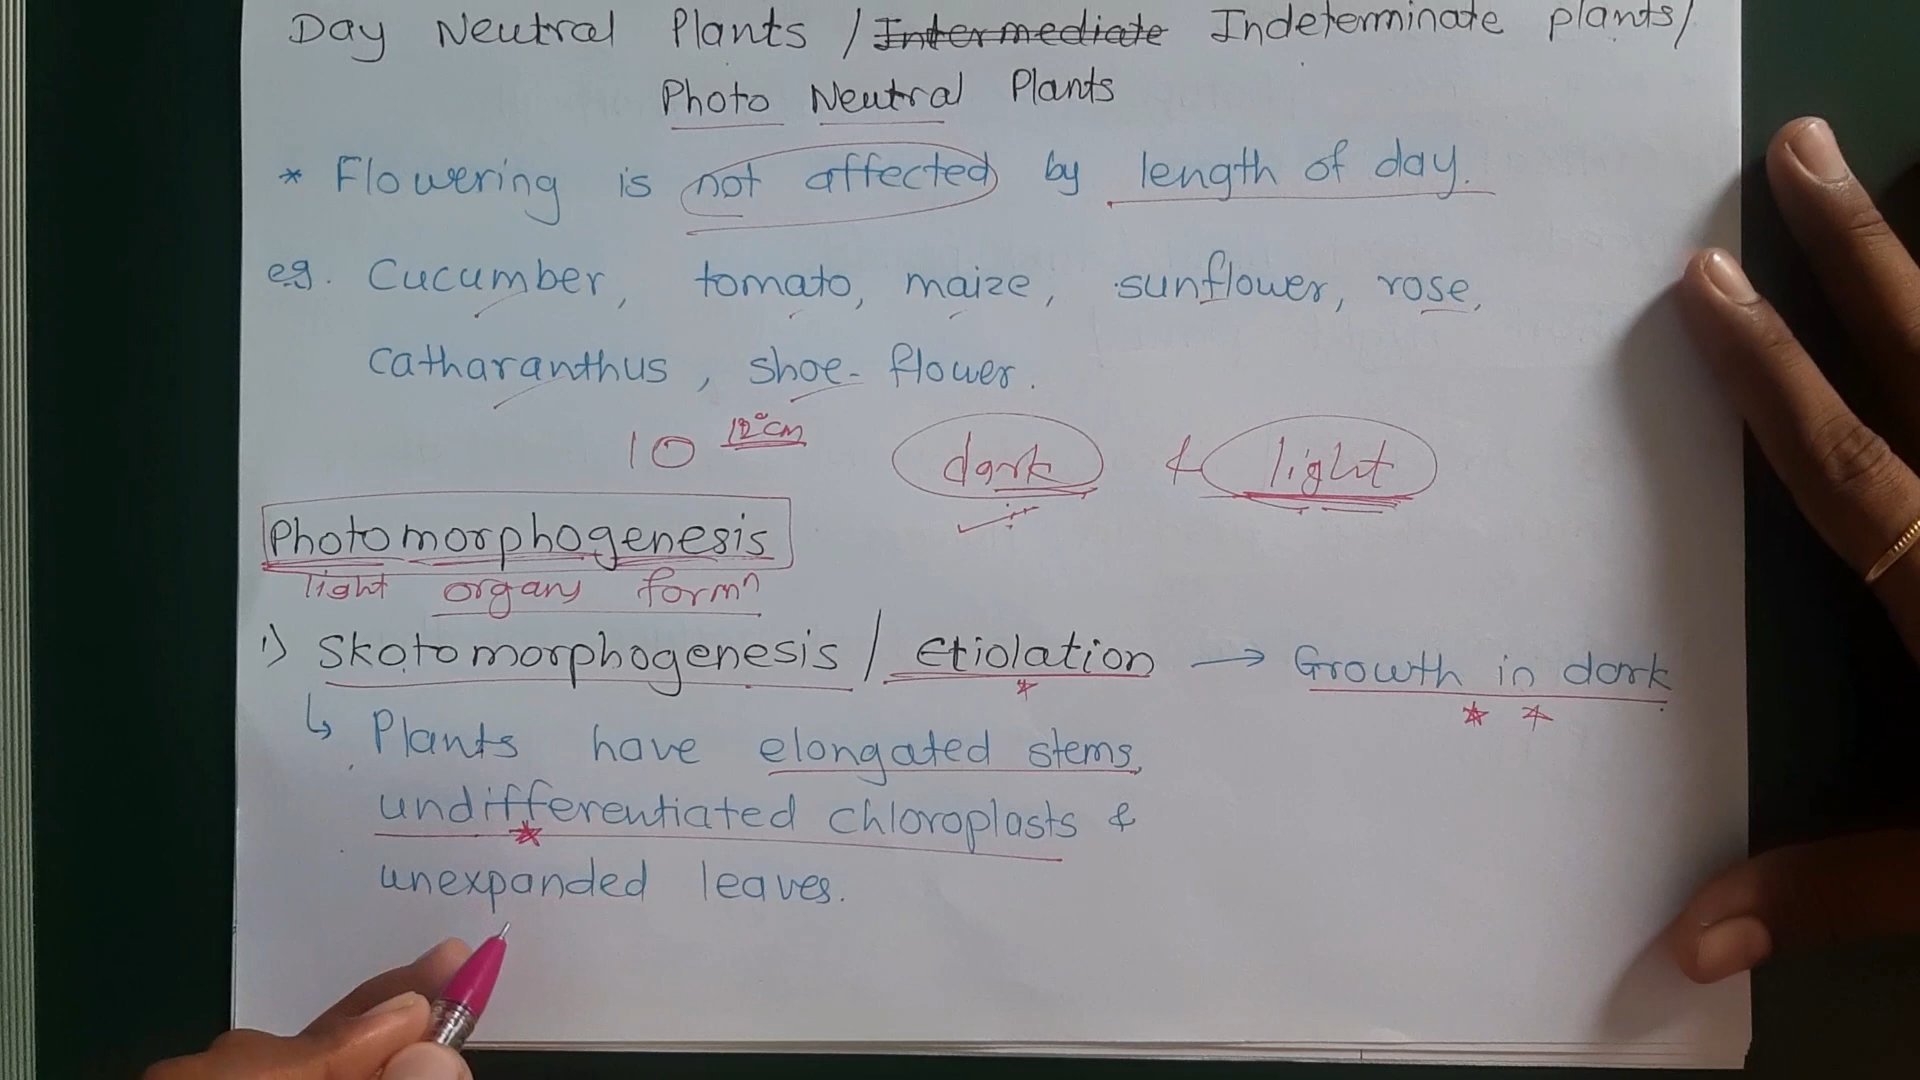 Day Neutral Plants / Intermediate Indeterminate plants/
Photo Neutral Plants
* Flowering is not affected by length of day.
eg. Cucumber, tomato, maize, sunflower, rose,
Catharanthus, shoe-flower.
10 cm dark & light
Photomorphogenesis
light organs formⁿ
1) Skotomorphogenesis / Etiolation → Growth in dark
↳ Plants have elongated stems,
undifferentiated chloroplasts &
unexpanded leaves.